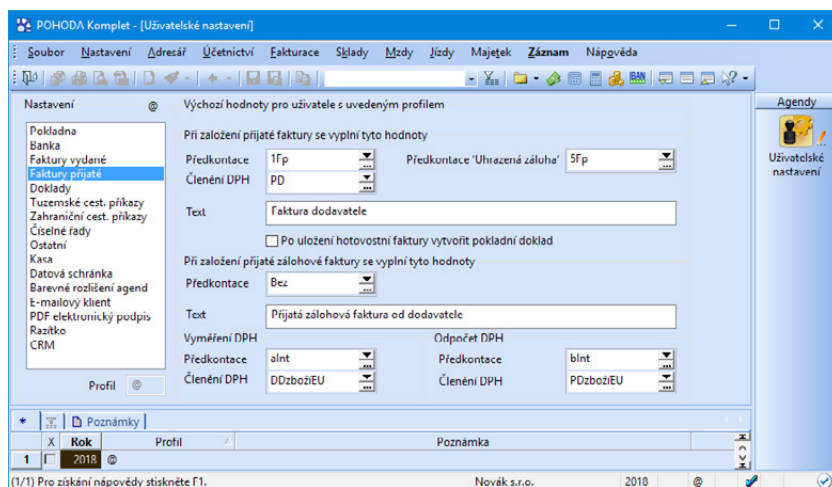 POHODA Komplet - [Uživatelské nastavení]
Soubor Nastavení Adresář Účetnictví Fakturace Sklady Mzdy Jízdy Majetek Záznam Nápověda
IBAN
Nastavení @
Výchozí hodnoty pro uživatele s uvedeným profilem
Agendy
Uživatelské nastavení
Pokladna
Banka
Faktury vydané
Faktury přijaté
Doklady
Tuzemské cest. příkazy
Zahraniční cest. příkazy
Číselné řady
Ostatní
Kasa
Datová schránka
Barevné rozlišení agend
E-mailový klient
PDF elektronický podpis
Razítko
CRM
Profil @
Při založení přijaté faktury se vyplní tyto hodnoty
Předkontace 1Fp Předkontace 'Uhrazená záloha' 5Fp
Členění DPH PD
Text Faktura dodavatele
Po uložení hotovostní faktury vytvořit pokladní doklad
Při založení přijaté zálohové faktury se vyplní tyto hodnoty
Předkontace Bez
Text Přijatá zálohová faktura od dodavatele
Vyměření DPH Odpočet DPH
Předkontace aInt Předkontace bInt
Členění DPH DDzbožíEU Členění DPH PDzbožíEU
* Poznámky
X Rok Profil Poznámka
1 2018 @
(1/1) Pro získání nápovědy stiskněte F1. Novák s.r.o. 2018 @